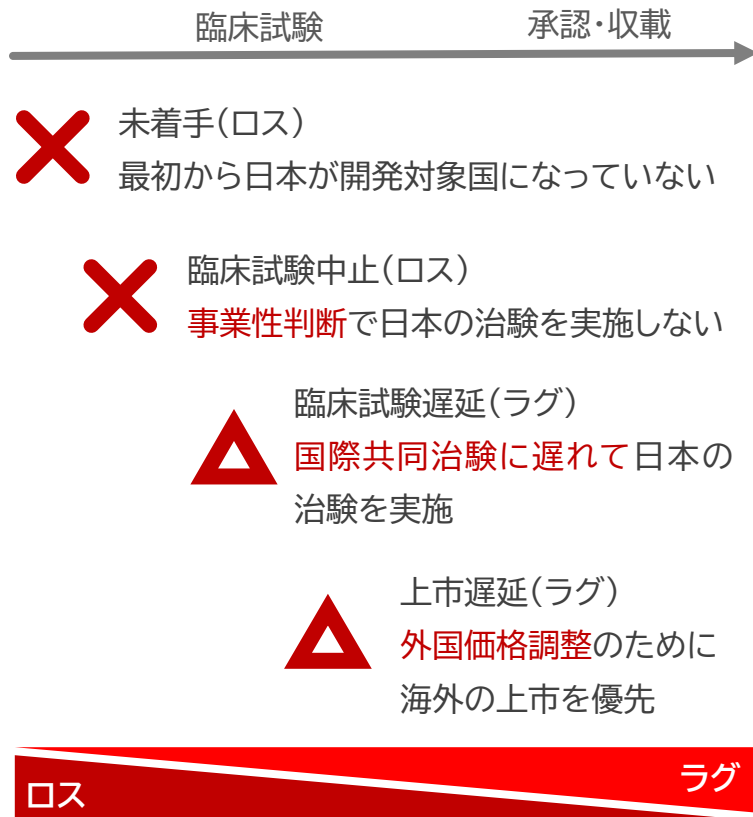 臨床試験 承認・収載
未着手（ロス）
最初から日本が開発対象国になっていない
臨床試験中止（ロス）
事業性判断で日本の治験を実施しない
臨床試験遅延（ラグ）
国際共同治験に遅れて日本の
治験を実施
上市遅延（ラグ）
外国価格調整のために
海外の上市を優先
ラグ
ロス